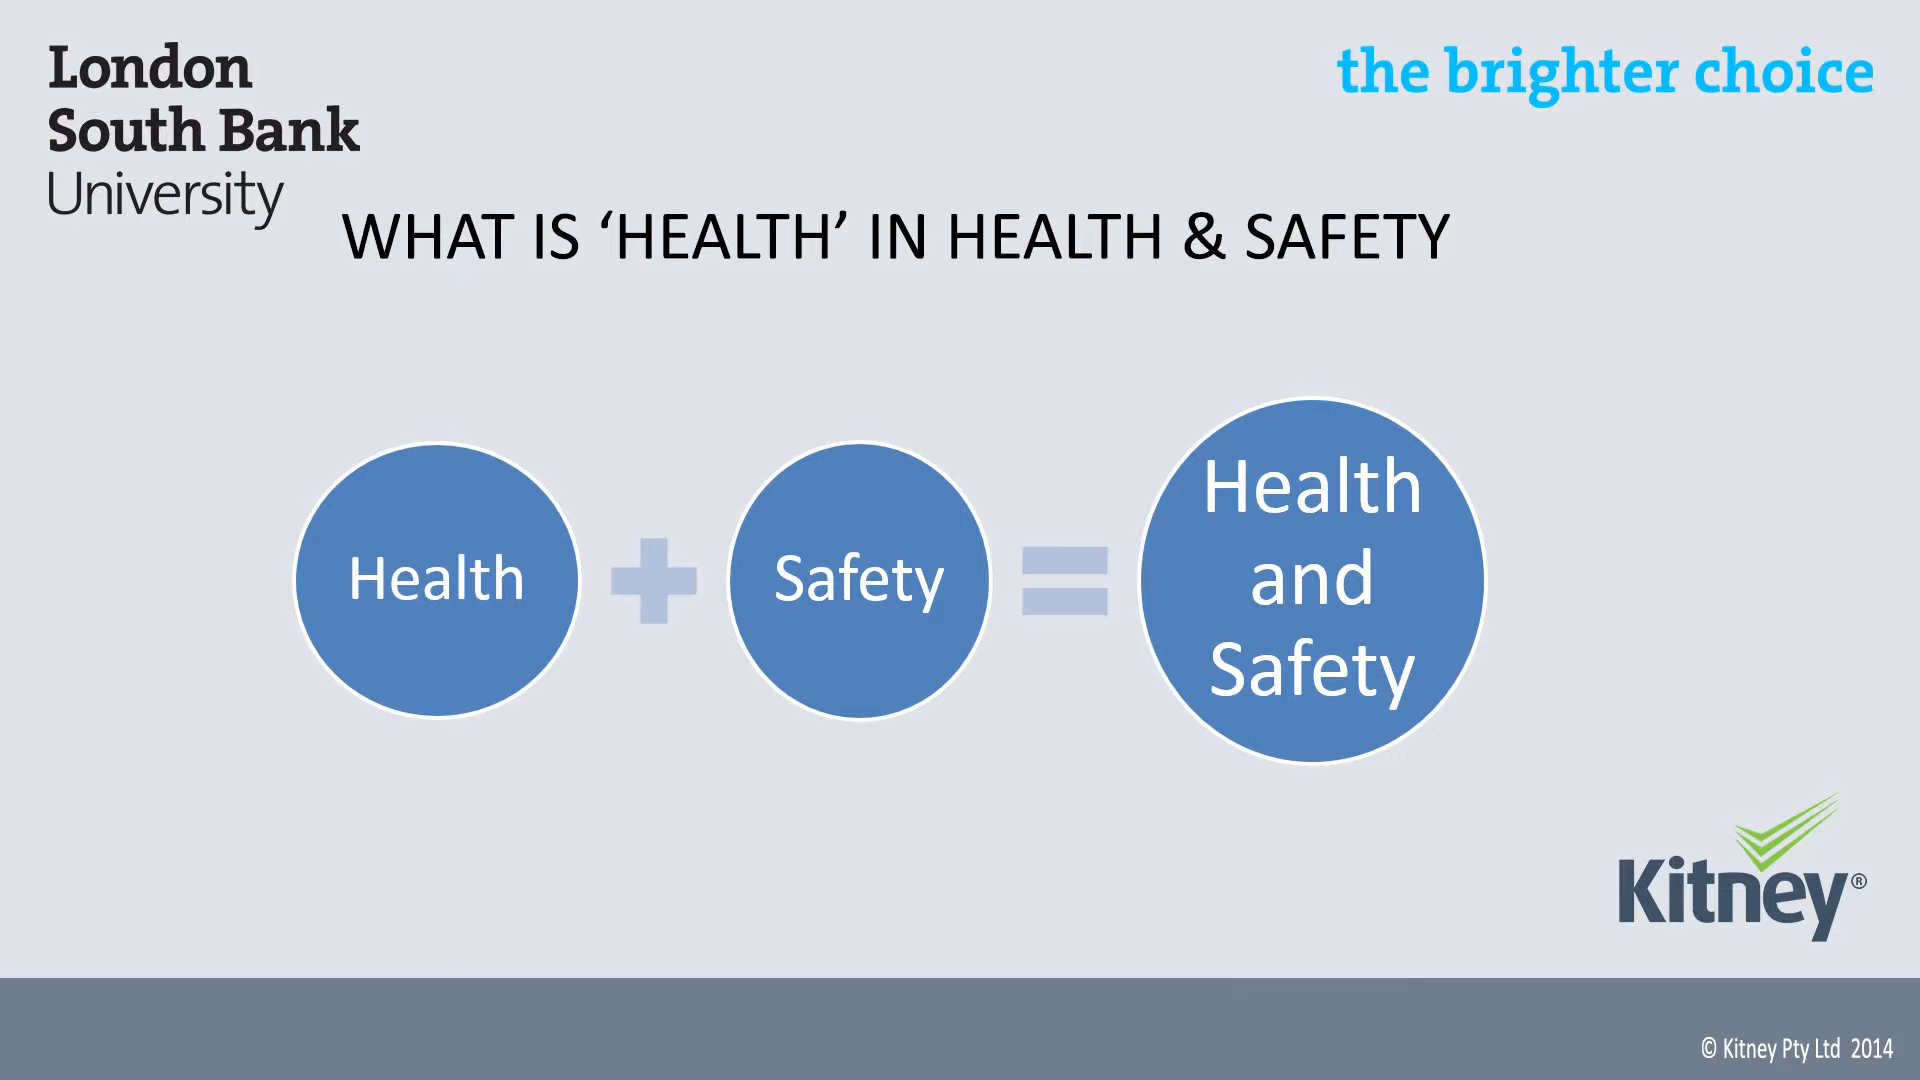 London
South Bank
University
the brighter choice
WHAT IS ‘HEALTH’ IN HEALTH & SAFETY
Health
Safety
Health
and
Safety
Kitney®
© Kitney Pty Ltd 2014